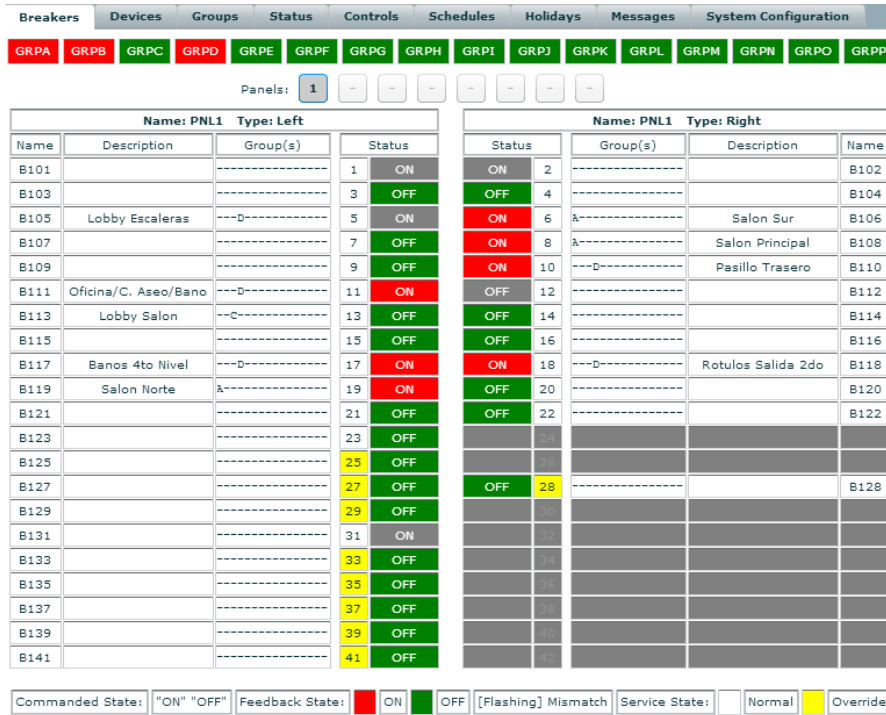 Breakers Devices Groups Status Controls Schedules Holidays Messages System Configuration
GRPA GRPB GRPC GRPD GRPE GRPF GRPG GRPH GRPI GRPJ GRPK GRPL GRPM GRPN GRPO GRPP
Panels: 1 - - - - - - -
Name: PNL1 Type: Left Name: PNL1 Type: Right
Name Description Group(s) Status Status Group(s) Description Name
B101 ---------------- 1 ON ON 2 ---------------- B102
B103 ---------------- 3 OFF OFF 4 ---------------- B104
B105 Lobby Escaleras ---D------------ 5 ON ON 6 A--------------- Salon Sur B106
B107 ---------------- 7 OFF ON 8 A--------------- Salon Principal B108
B109 ---------------- 9 OFF ON 10 ---D------------ Pasillo Trasero B110
B111 Oficina/C. Aseo/Bano ---D------------ 11 ON OFF 12 ---------------- B112
B113 Lobby Salon --C------------- 13 OFF OFF 14 ---------------- B114
B115 ---------------- 15 OFF OFF 16 ---------------- B116
B117 Banos 4to Nivel ---D------------ 17 ON ON 18 ---D------------ Rotulos Salida 2do B118
B119 Salon Norte A--------------- 19 ON OFF 20 ---------------- B120
B121 ---------------- 21 OFF OFF 22 ---------------- B122
B123 ---------------- 23 OFF 24
B125 ---------------- 25 OFF 26
B127 ---------------- 27 OFF OFF 28 ---------------- B128
B129 ---------------- 29 OFF 30
B131 ---------------- 31 ON 32
B133 ---------------- 33 OFF 34
B135 ---------------- 35 OFF 36
B137 ---------------- 37 OFF 38
B139 ---------------- 39 OFF 40
B141 ---------------- 41 OFF 42
Commanded State: "ON" "OFF" Feedback State: ON OFF [Flashing] Mismatch Service State: Normal Override